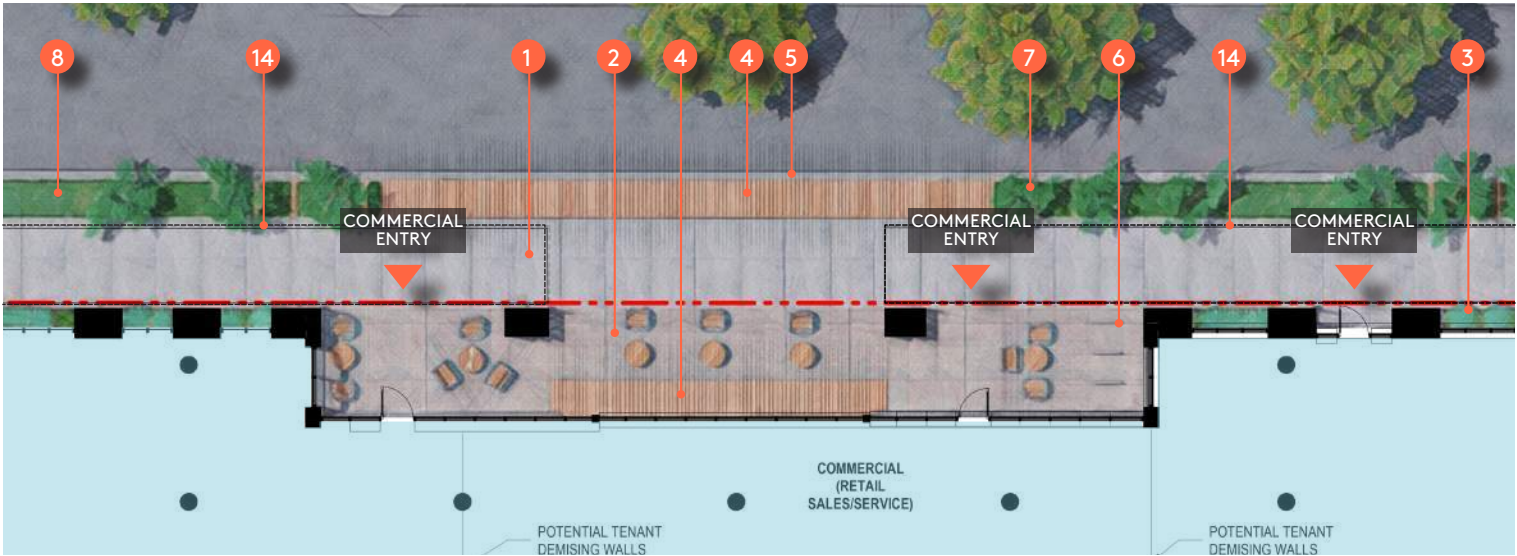 8
14
1
2
4
4
5
7
6
14
3
COMMERCIAL
ENTRY
COMMERCIAL
ENTRY
COMMERCIAL
ENTRY
COMMERCIAL
(RETAIL
SALES/SERVICE)
POTENTIAL TENANT
DEMISING WALLS
POTENTIAL TENANT
DEMISING WALLS